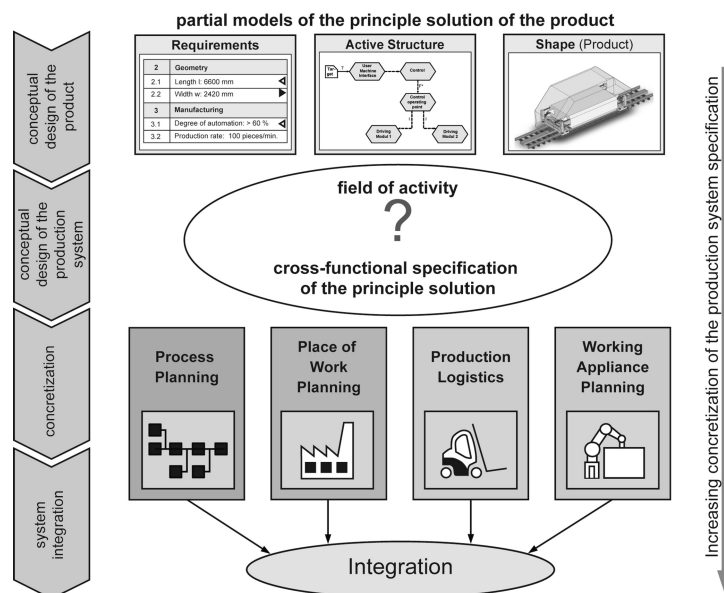 partial models of the principle solution of the product
Requirements
2 Geometry
2.1 Length l: 6600 mm
2.2 Width w: 2420 mm
3 Manufacturing
3.1 Degree of automation: > 60 %
3.2 Production rate: 100 pieces/min.
Active Structure
Tar
get
T
User
Machine
Interface
Control
Control
operating
point
Driving
Modul 1
Driving
Modul 2
Shape (Product)
conceptual
design of the
product
conceptual
design of the
production
system
concretization
system
integration
field of activity
?
cross-functional specification
of the principle solution
Process
Planning
Place of
Work
Planning
Production
Logistics
Working
Appliance
Planning
Integration
Increasing concretization of the production system specification